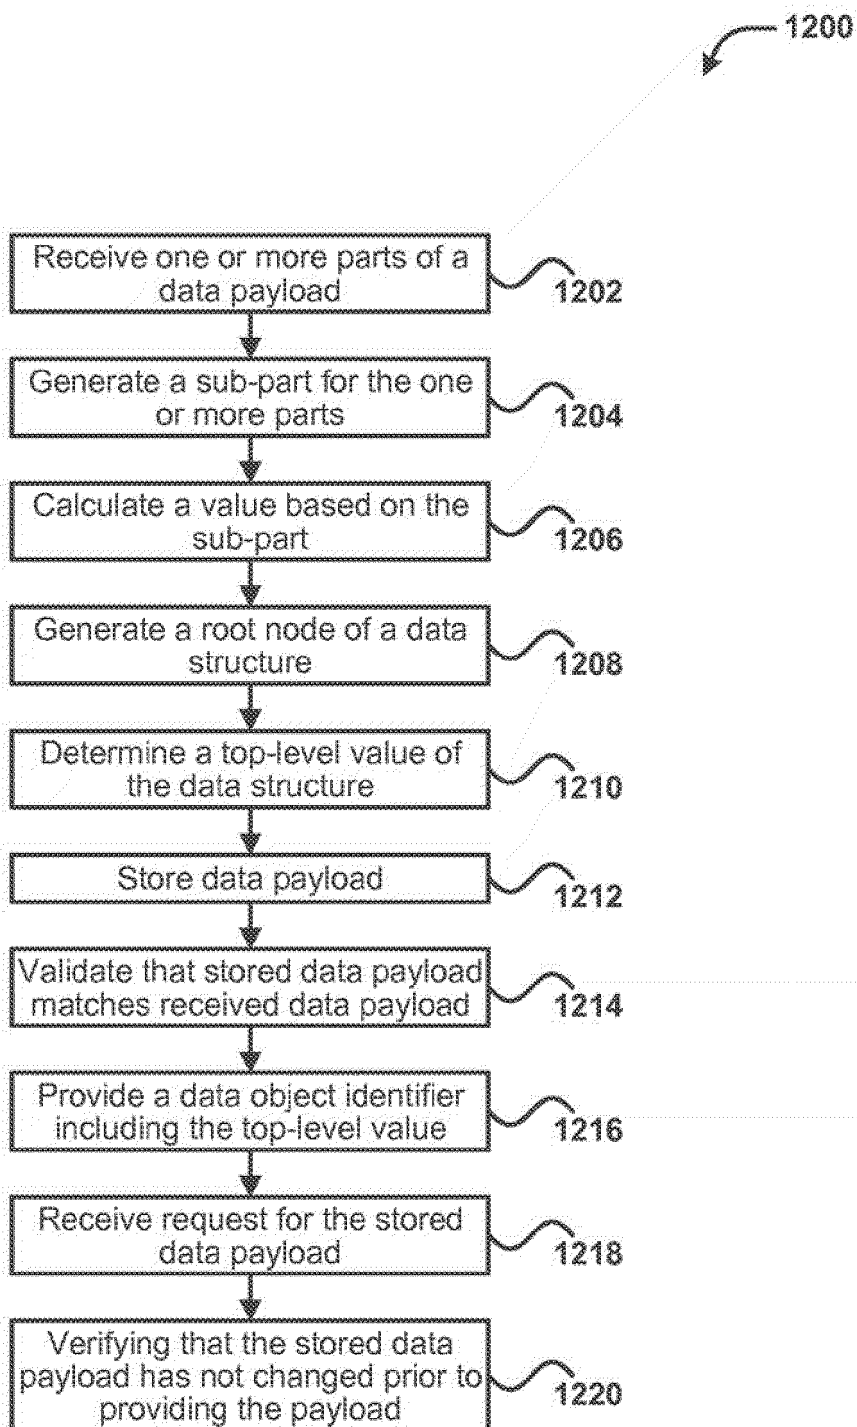 1200
Receive one or more parts of a
data payload
1202
Generate a sub-part for the one
or more parts
1204
Calculate a value based on the
sub-part
1206
Generate a root node of a data
structure
1208
Determine a top-level value of
the data structure
1210
Store data payload
1212
Validate that stored data payload
matches received data payload
1214
Provide a data object identifier
including the top-level value
1216
Receive request for the stored
data payload
1218
Verifying that the stored data
payload has not changed prior to
providing the payload
1220